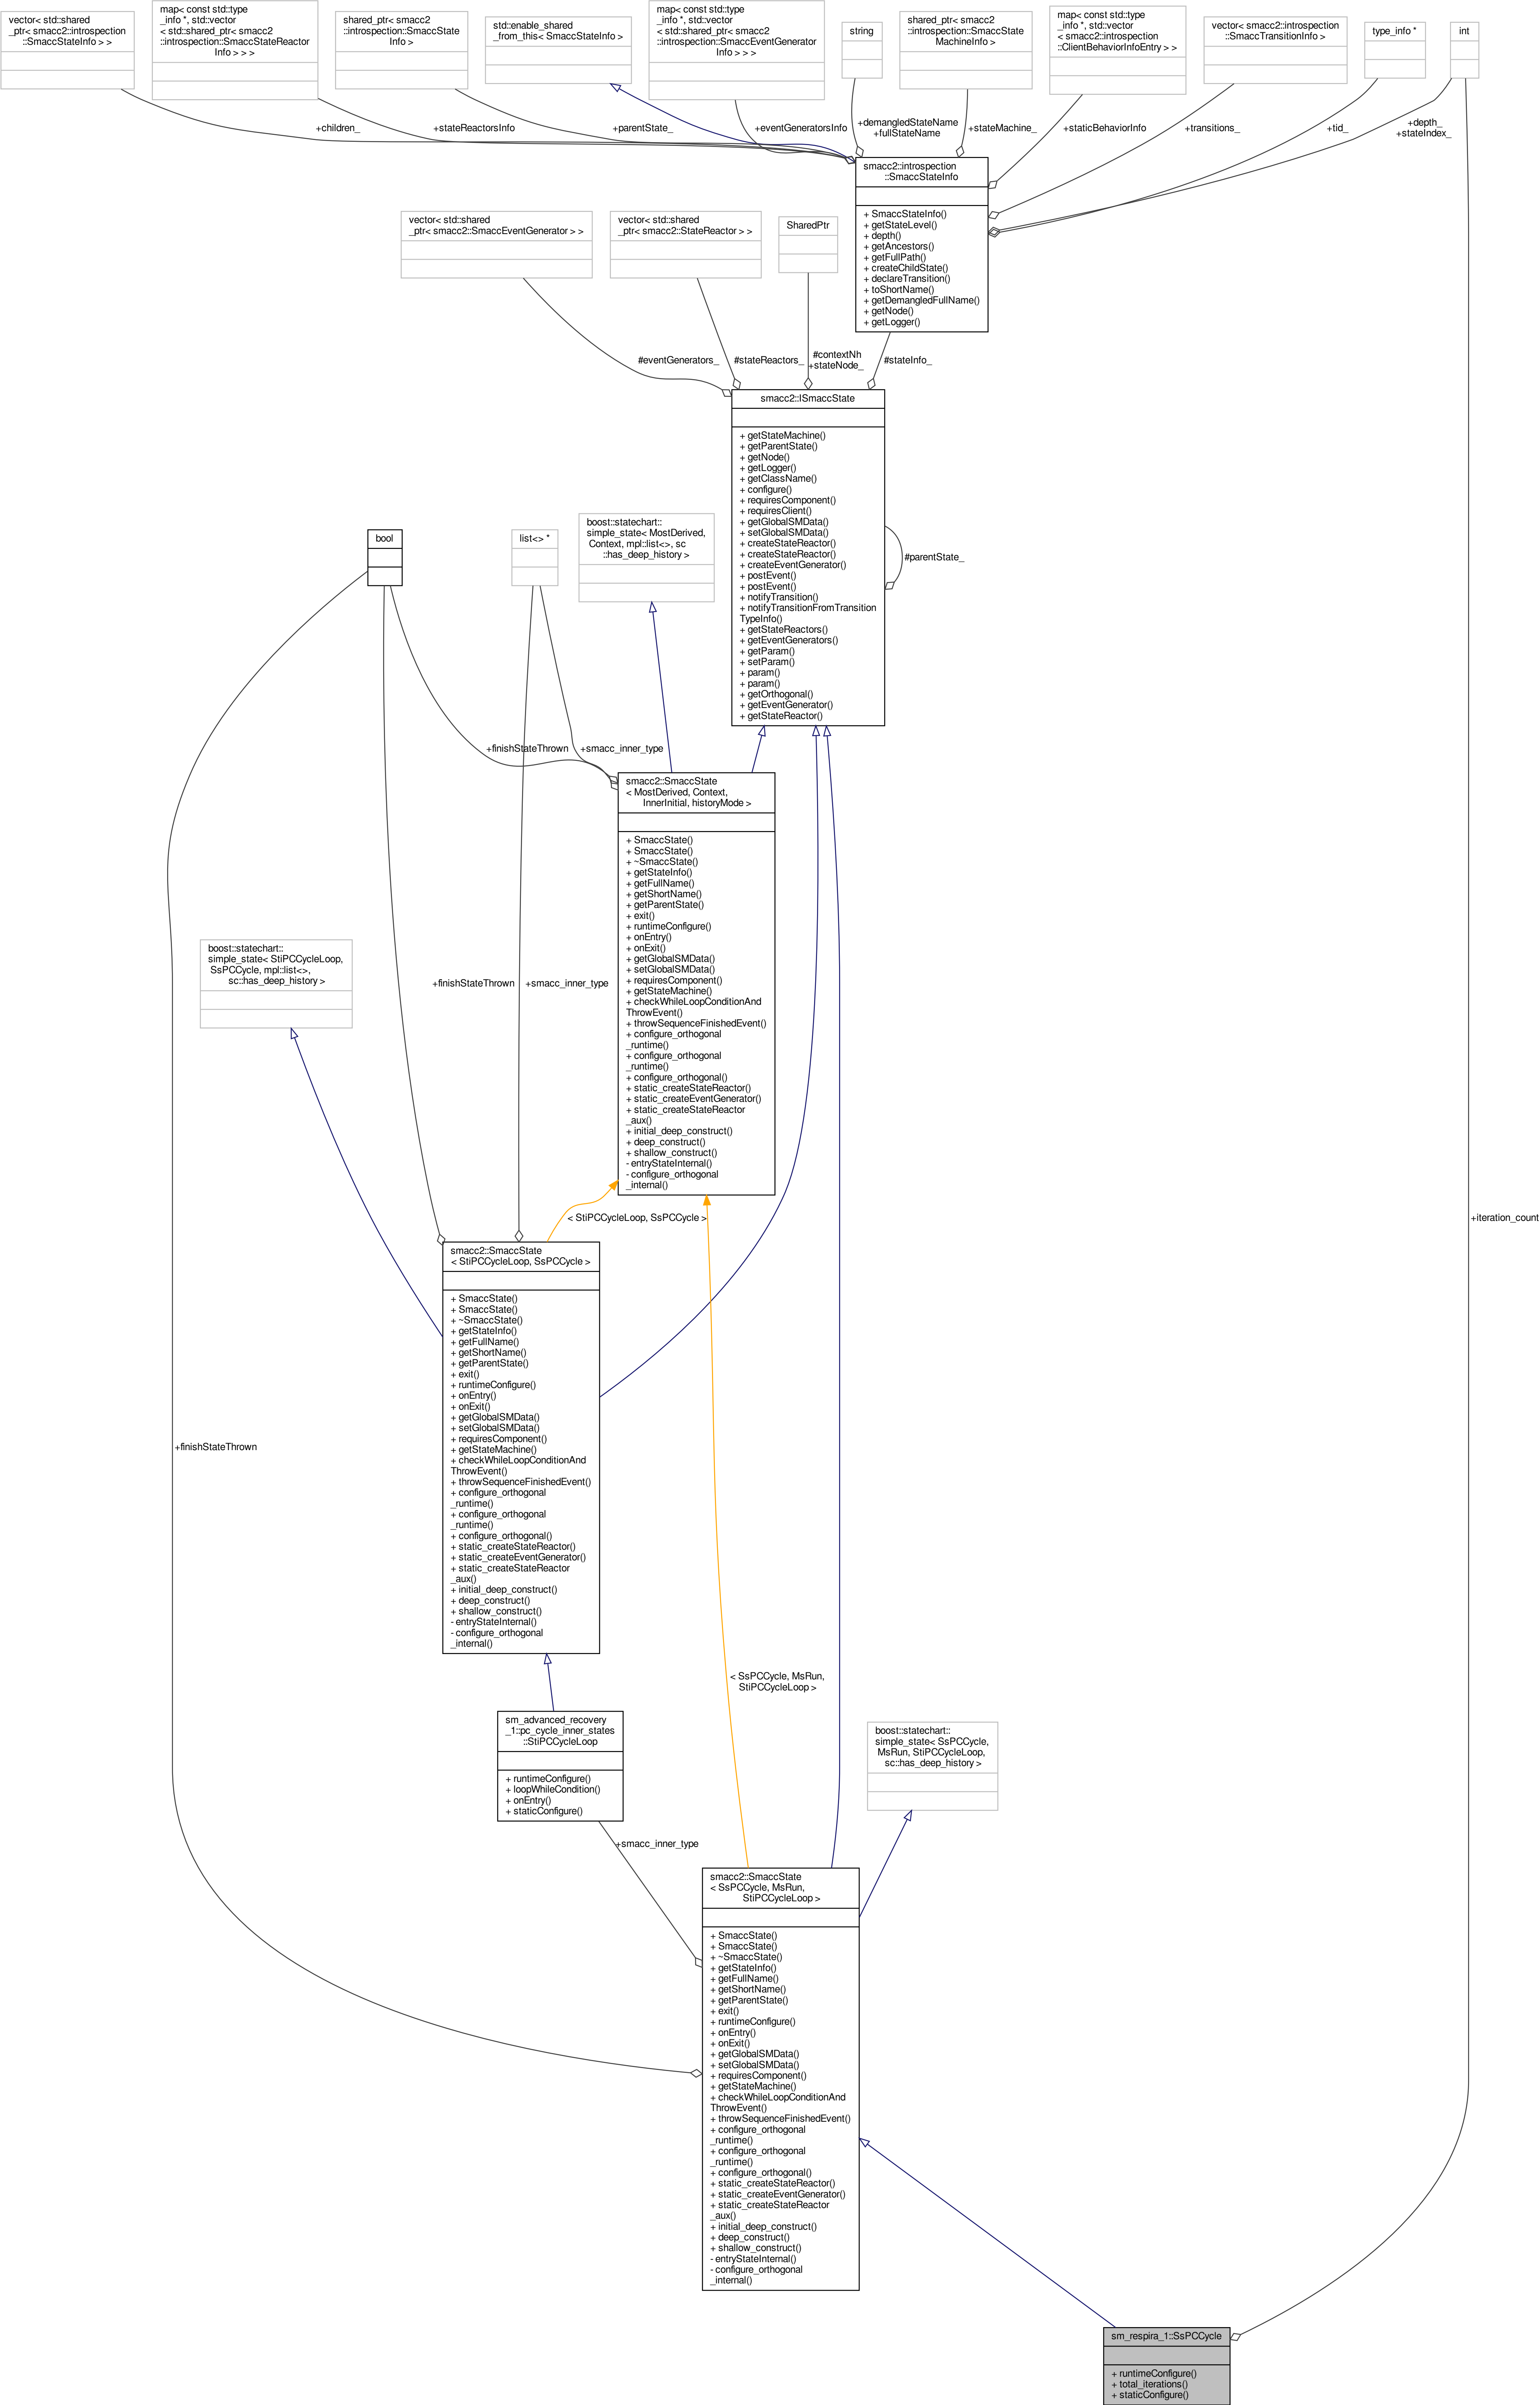 vector< std::shared
_ptr< smacc2::introspection
::SmaccStateInfo > >
map< const std::type
_info *, std::vector
< std::shared_ptr< smacc2
::introspection::SmaccStateReactor
Info > > >
shared_ptr< smacc2
::introspection::SmaccState
Info >
std::enable_shared
_from_this< SmaccStateInfo >
map< const std::type
_info *, std::vector
< std::shared_ptr< smacc2
::introspection::SmaccEventGenerator
Info > > >
string
shared_ptr< smacc2
::introspection::SmaccState
MachineInfo >
map< const std::type
_info *, std::vector
< smacc2::introspection
::ClientBehaviorInfoEntry > >
vector< smacc2::introspection
::SmaccTransitionInfo >
type_info *
int
+children_
+stateReactorsInfo
+parentState_
+eventGeneratorsInfo
+demangledStateName
+fullStateName
+stateMachine_
+staticBehaviorInfo
+transitions_
+tid_
+depth_
+stateIndex_
smacc2::introspection
::SmaccStateInfo
+ SmaccStateInfo()
+ getStateLevel()
+ depth()
+ getAncestors()
+ getFullPath()
+ createChildState()
+ declareTransition()
+ toShortName()
+ getDemangledFullName()
+ getNode()
+ getLogger()
vector< std::shared
_ptr< smacc2::SmaccEventGenerator > >
vector< std::shared
_ptr< smacc2::StateReactor > >
SharedPtr
#eventGenerators_
#stateReactors_
#contextNh
+stateNode_
#stateInfo_
smacc2::ISmaccState
+ getStateMachine()
+ getParentState()
+ getNode()
+ getLogger()
+ getClassName()
+ configure()
+ requiresComponent()
+ requiresClient()
+ getGlobalSMData()
+ setGlobalSMData()
+ createStateReactor()
+ createStateReactor()
+ createEventGenerator()
+ postEvent()
+ postEvent()
+ notifyTransition()
+ notifyTransitionFromTransition
TypeInfo()
+ getStateReactors()
+ getEventGenerators()
+ getParam()
+ setParam()
+ param()
+ param()
+ getOrthogonal()
+ getEventGenerator()
+ getStateReactor()
#parentState_
bool
list<> *
boost::statechart::
simple_state< MostDerived,
Context, mpl::list<>, sc
::has_deep_history >
+finishStateThrown
+smacc_inner_type
smacc2::SmaccState
< MostDerived, Context,
InnerInitial, historyMode >
+ SmaccState()
+ SmaccState()
+ ~SmaccState()
+ getStateInfo()
+ getFullName()
+ getShortName()
+ getParentState()
+ exit()
+ runtimeConfigure()
+ onEntry()
+ onExit()
+ getGlobalSMData()
+ setGlobalSMData()
+ requiresComponent()
+ getStateMachine()
+ checkWhileLoopConditionAnd
ThrowEvent()
+ throwSequenceFinishedEvent()
+ configure_orthogonal
_runtime()
+ configure_orthogonal
_runtime()
+ configure_orthogonal()
+ static_createStateReactor()
+ static_createEventGenerator()
+ static_createStateReactor
_aux()
+ initial_deep_construct()
+ deep_construct()
+ shallow_construct()
- entryStateInternal()
- configure_orthogonal
_internal()
boost::statechart::
simple_state< StiPCCycleLoop,
SsPCCycle, mpl::list<>,
sc::has_deep_history >
+finishStateThrown
+smacc_inner_type
< StiPCCycleLoop, SsPCCycle >
+iteration_count
smacc2::SmaccState
< StiPCCycleLoop, SsPCCycle >
+ SmaccState()
+ SmaccState()
+ ~SmaccState()
+ getStateInfo()
+ getFullName()
+ getShortName()
+ getParentState()
+ exit()
+ runtimeConfigure()
+ onEntry()
+ onExit()
+ getGlobalSMData()
+ setGlobalSMData()
+ requiresComponent()
+ getStateMachine()
+ checkWhileLoopConditionAnd
ThrowEvent()
+ throwSequenceFinishedEvent()
+ configure_orthogonal
_runtime()
+ configure_orthogonal
_runtime()
+ configure_orthogonal()
+ static_createStateReactor()
+ static_createEventGenerator()
+ static_createStateReactor
_aux()
+ initial_deep_construct()
+ deep_construct()
+ shallow_construct()
- entryStateInternal()
- configure_orthogonal
_internal()
+finishStateThrown
< SsPCCycle, MsRun,
StiPCCycleLoop >
sm_advanced_recovery
_1::pc_cycle_inner_states
::StiPCCycleLoop
+ runtimeConfigure()
+ loopWhileCondition()
+ onEntry()
+ staticConfigure()
boost::statechart::
simple_state< SsPCCycle,
MsRun, StiPCCycleLoop,
sc::has_deep_history >
+smacc_inner_type
smacc2::SmaccState
< SsPCCycle, MsRun,
StiPCCycleLoop >
+ SmaccState()
+ SmaccState()
+ ~SmaccState()
+ getStateInfo()
+ getFullName()
+ getShortName()
+ getParentState()
+ exit()
+ runtimeConfigure()
+ onEntry()
+ onExit()
+ getGlobalSMData()
+ setGlobalSMData()
+ requiresComponent()
+ getStateMachine()
+ checkWhileLoopConditionAnd
ThrowEvent()
+ throwSequenceFinishedEvent()
+ configure_orthogonal
_runtime()
+ configure_orthogonal
_runtime()
+ configure_orthogonal()
+ static_createStateReactor()
+ static_createEventGenerator()
+ static_createStateReactor
_aux()
+ initial_deep_construct()
+ deep_construct()
+ shallow_construct()
- entryStateInternal()
- configure_orthogonal
_internal()
sm_respira_1::SsPCCycle
+ runtimeConfigure()
+ total_iterations()
+ staticConfigure()